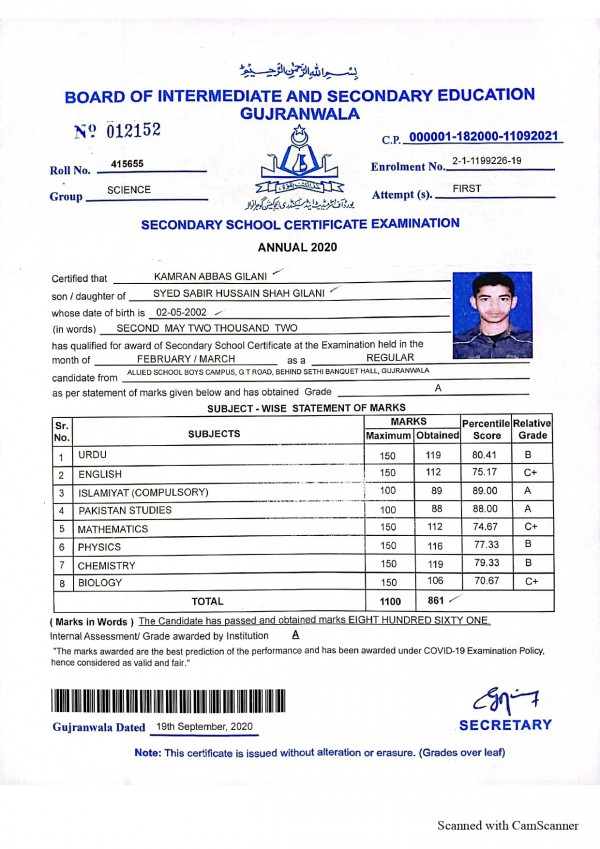 بسم اللہ الرحمن الرحیم
BOARD OF INTERMEDIATE AND SECONDARY EDUCATION
GUJRANWALA
Nº 012152
C.P. 000001-182000-11092021
Roll No. 415655
Enrolment No. 2-1-1199226-19
Group SCIENCE
Attempt (s). FIRST
SECONDARY SCHOOL CERTIFICATE EXAMINATION
ANNUAL 2020
Certified that KAMRAN ABBAS GILANI
son / daughter of SYED SABIR HUSSAIN SHAH GILANI
whose date of birth is 02-05-2002
(in words) SECOND MAY TWO THOUSAND TWO
has qualified for award of Secondary School Certificate at the Examination held in the
month of FEBRUARY / MARCH as a REGULAR
candidate from ALLIED SCHOOL BOYS CAMPUS, G.T ROAD, BEHIND SETHI BANQUET HALL, GUJRANWALA
as per statement of marks given below and has obtained Grade A
SUBJECT - WISE STATEMENT OF MARKS
Sr. No. SUBJECTS MARKS Maximum Obtained Percentile Score Relative Grade
1 URDU 150 119 80.41 B
2 ENGLISH 150 112 75.17 C+
3 ISLAMIYAT (COMPULSORY) 100 89 89.00 A
4 PAKISTAN STUDIES 100 88 88.00 A
5 MATHEMATICS 150 112 74.67 C+
6 PHYSICS 150 116 77.33 B
7 CHEMISTRY 150 119 79.33 B
8 BIOLOGY 150 106 70.67 C+
TOTAL 1100 861
( Marks in Words ) The Candidate has passed and obtained marks EIGHT HUNDRED SIXTY ONE.
Internal Assessment/ Grade awarded by Institution A
"The marks awarded are the best prediction of the performance and has been awarded under COVID-19 Examination Policy,
hence considered as valid and fair."
Gujranwala Dated 19th September, 2020
SECRETARY
Note: This certificate is issued without alteration or erasure. (Grades over leaf)
Scanned with CamScanner